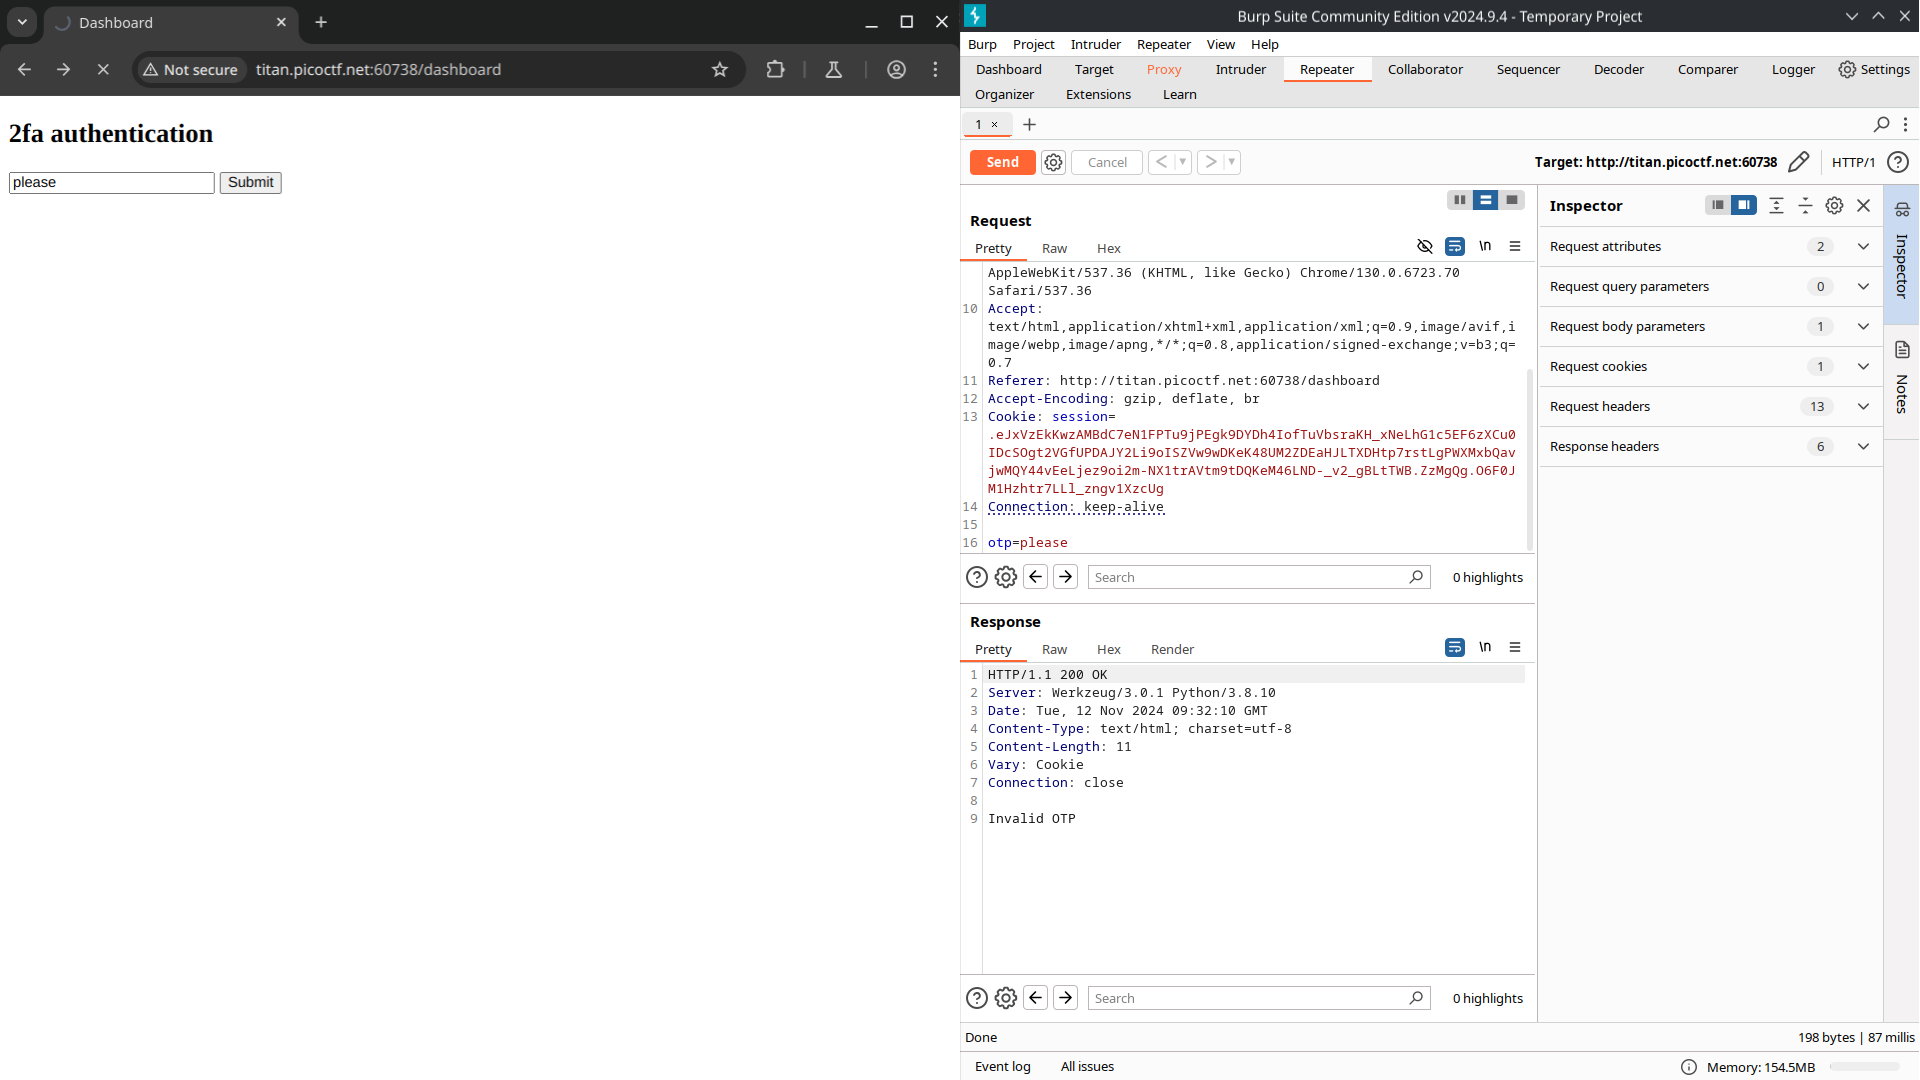 Dashboard
Not secure
titan.picoctf.net:60738/dashboard
2fa authentication
please
Submit
Burp Suite Community Edition v2024.9.4 - Temporary Project
Burp Project Intruder Repeater View Help
Dashboard Target Proxy Intruder Repeater Collaborator Sequencer Decoder Comparer Logger Settings
Organizer Extensions Learn
1 ×
Send Cancel Target: http://titan.picoctf.net:60738 HTTP/1
Request
Pretty Raw Hex \n
AppleWebKit/537.36 (KHTML, like Gecko) Chrome/130.0.6723.70
Safari/537.36
10 Accept:
text/html,application/xhtml+xml,application/xml;q=0.9,image/avif,i
mage/webp,image/apng,*/*;q=0.8,application/signed-exchange;v=b3;q=
0.7
11 Referer: http://titan.picoctf.net:60738/dashboard
12 Accept-Encoding: gzip, deflate, br
13 Cookie: session=
.eJxVzEkKwzAMBdC7eN1FPTu9jPEgk9DYDh4IofTuVbsraKH_xNeLhG1c5EF6zXCu0
IDcSOgt2VGfUPDAJY2Li9oISZVw9wDKeK48UM2ZDEaHJLTXDHtp7rstLgPWXMxbQav
jwMQY44vEeLjez9oi2m-NX1trAVtm9tDQKeM46LND-_v2_gBLtTWB.ZzMgQg.O6F0J
M1Hzhtr7LLl_zngv1XzcUg
14 Connection: keep-alive
15
16 otp=please
Search
0 highlights
Response
Pretty Raw Hex Render \n
1 HTTP/1.1 200 OK
2 Server: Werkzeug/3.0.1 Python/3.8.10
3 Date: Tue, 12 Nov 2024 09:32:10 GMT
4 Content-Type: text/html; charset=utf-8
5 Content-Length: 11
6 Vary: Cookie
7 Connection: close
8
9 Invalid OTP
Search
0 highlights
Inspector
Request attributes 2
Request query parameters 0
Request body parameters 1
Request cookies 1
Request headers 13
Response headers 6
Inspector
Notes
Done
198 bytes | 87 millis
Event log All issues
Memory: 154.5MB